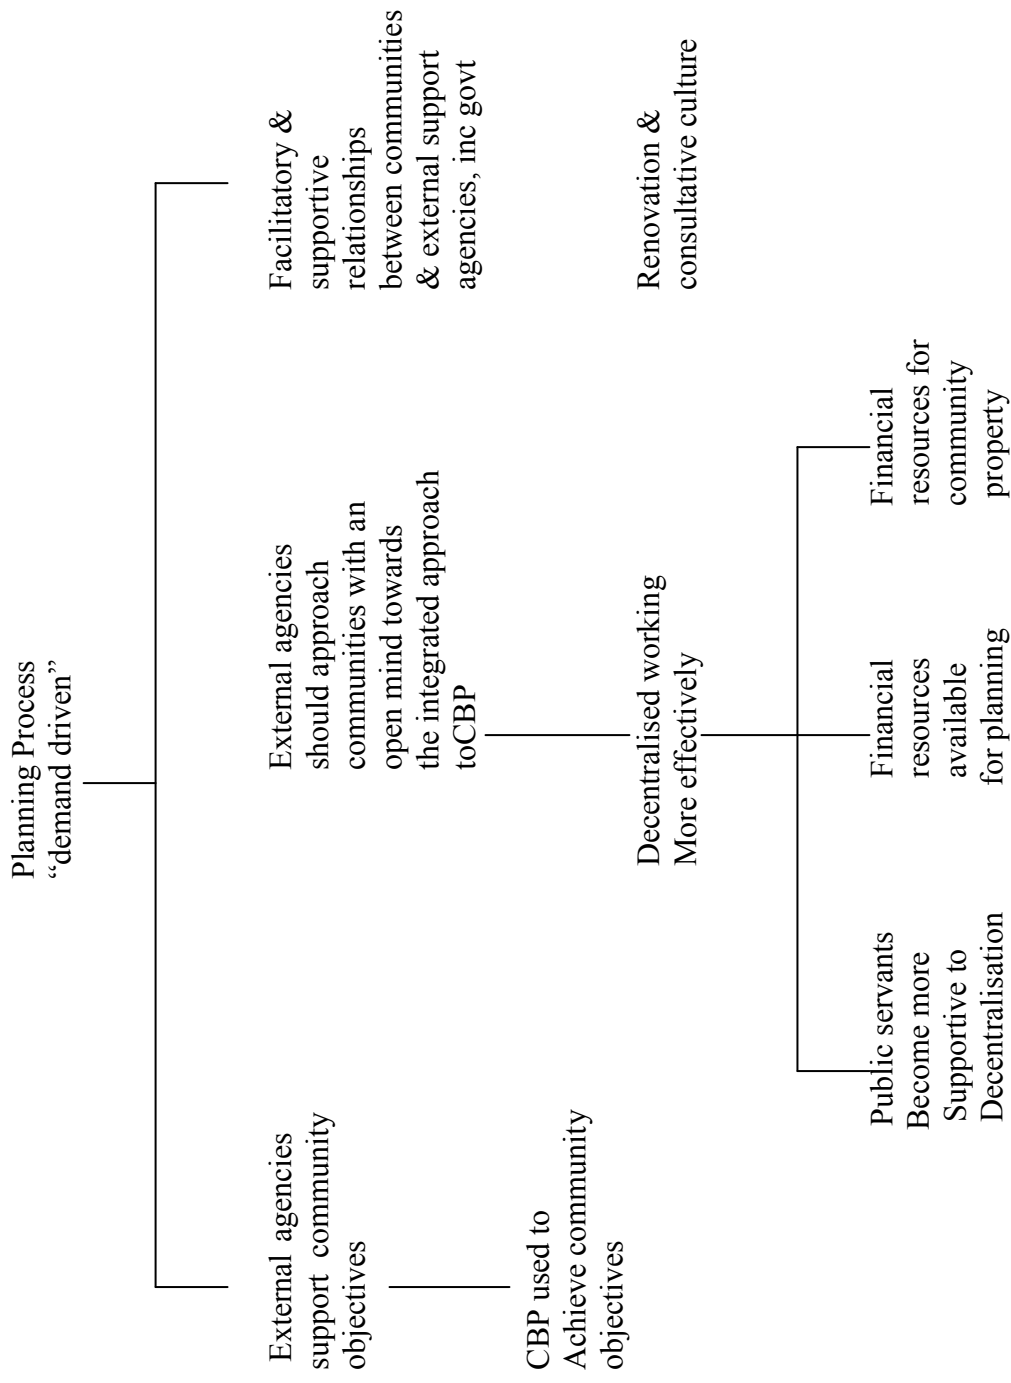 Planning Process
“demand driven”
External agencies
support community
objectives
External agencies
should approach
communities with an
open mind towards
the integrated approach
toCBP
Facilitatory &
supportive
relationships
between communities
& external support
agencies, inc govt
CBP used to
Achieve community
objectives
Decentralised working
More effectively
Renovation &
consultative culture
Public servants
Become more
Supportive to
Decentralisation
Financial
resources
available
for planning
Financial
resources for
community
property